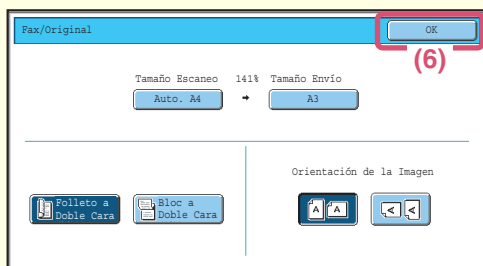 Fax/Original
OK
(6)
Tamaño Escaneo 141% Tamaño Envío
Auto. A4 → A3
Orientación de la Imagen
Folleto a Bloc a
Doble Cara Doble Cara
A A A A